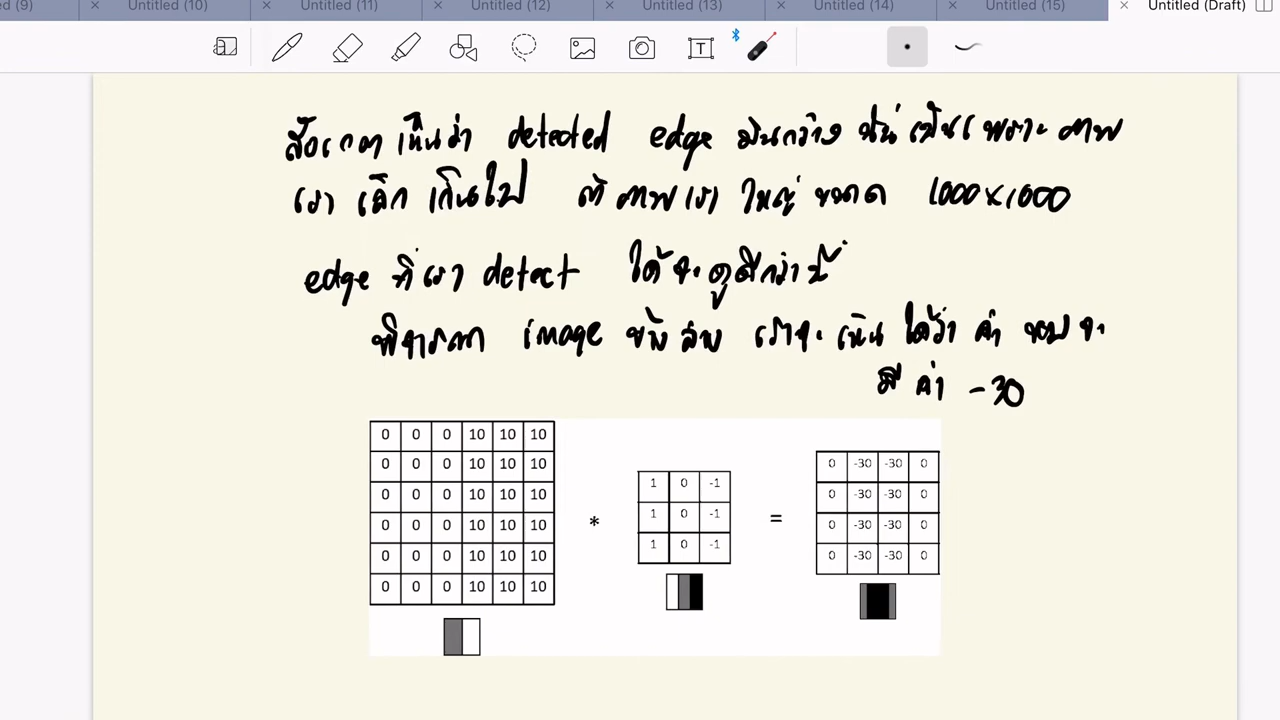 ed (9)
Untitled (10)
Untitled (11)
Untitled (12)
Untitled (13)
Untitled (14)
Untitled (15)
Untitled (Draft)
สังเกตเห็นว่า detected edge มันกว้าง นั่นเป็นเพราะภาพ
เราเล็กเกินไป ถ้าภาพเราใหญ่ขนาด 1000×1000
edge ที่เรา detect ได้จะดูดีกว่านี้
พิจารณา image ข้างล่าง เราจะเห็นได้ว่า ค่าขอบจะ
มีค่า -30
0 0 0 10 10 10
0 0 0 10 10 10 1 0 -1 0 -30 -30 0
0 0 0 10 10 10 1 0 -1 0 -30 -30 0
0 0 0 10 10 10 * 1 0 -1 = 0 -30 -30 0
0 0 0 10 10 10 0 -30 -30 0
0 0 0 10 10 10